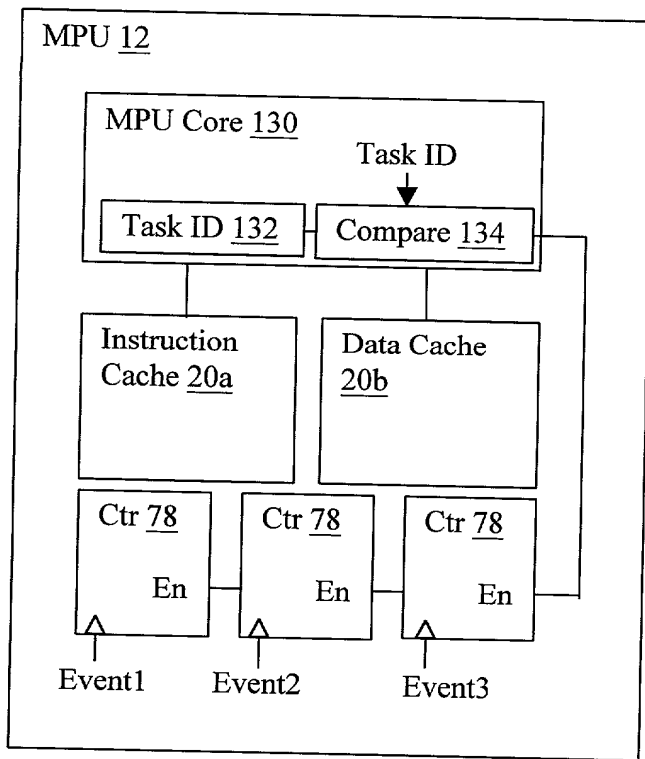 MPU 12
MPU Core 130
Task ID
Task ID 132
Compare 134
Instruction
Cache 20a
Data Cache
20b
Ctr 78
Ctr 78
Ctr 78
En
En
En
Event1
Event2
Event3